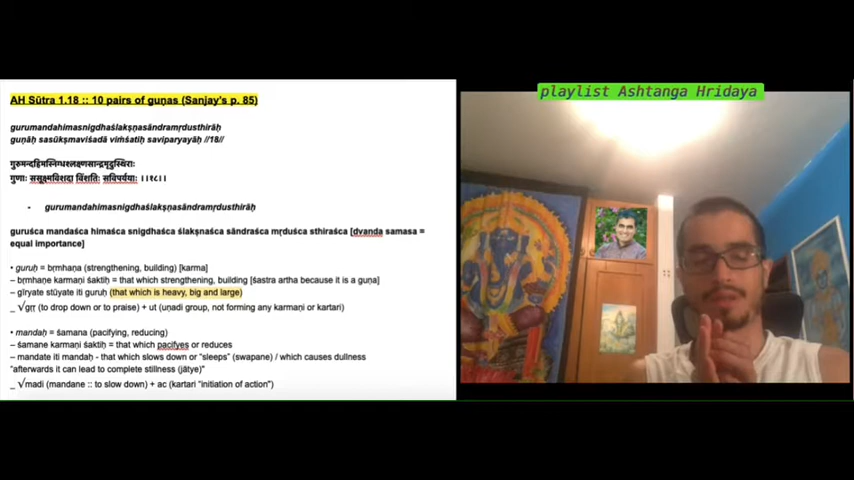 AH Sūtra 1.18 :: 10 pairs of guṇas (Sanjay's p. 85)
gurumandahimasnigdhaślakṣṇasāndramṛdusthirāḥ
guṇāḥ sasūkṣmaviśadā viṃśatiḥ saviparyayāḥ //18//
गुरुमन्दहिमस्निग्धश्लक्ष्णसान्द्रमृदुस्थिराः
गुणाः ससूक्ष्मविशदा विंशतिः सविपर्ययाः ।।१८।।
- gurumandahimasnigdhaślakṣṇasāndramṛdusthirāḥ
guruśca mandaśca himaśca snigdhaśca ślakṣṇaśca sāndraśca mṛduśca sthiraśca [dvanda samasa =
equal importance]
• guruḥ = bṛmhaṇa (strengthening, building) [karma]
– bṛmhaṇe karmaṇi śaktiḥ = that which strengthening, building [śastra artha because it is a guṇa]
– gīryate stūyate iti guruḥ (that which is heavy, big and large)
_ √gṝ (to drop down or to praise) + ut (uṇadi group, not forming any karmaṇi or kartari)
• mandaḥ = śamana (pacifying, reducing)
– śamane karmaṇi śaktiḥ = that which pacifyes or reduces
– mandate iti mandaḥ - that which slows down or "sleeps" (swapane) / which causes dullness
"afterwards it can lead to complete stillness (jātye)"
_ √madi (mandane :: to slow down) + ac (kartari "initiation of action")
playlist Ashtanga Hridaya